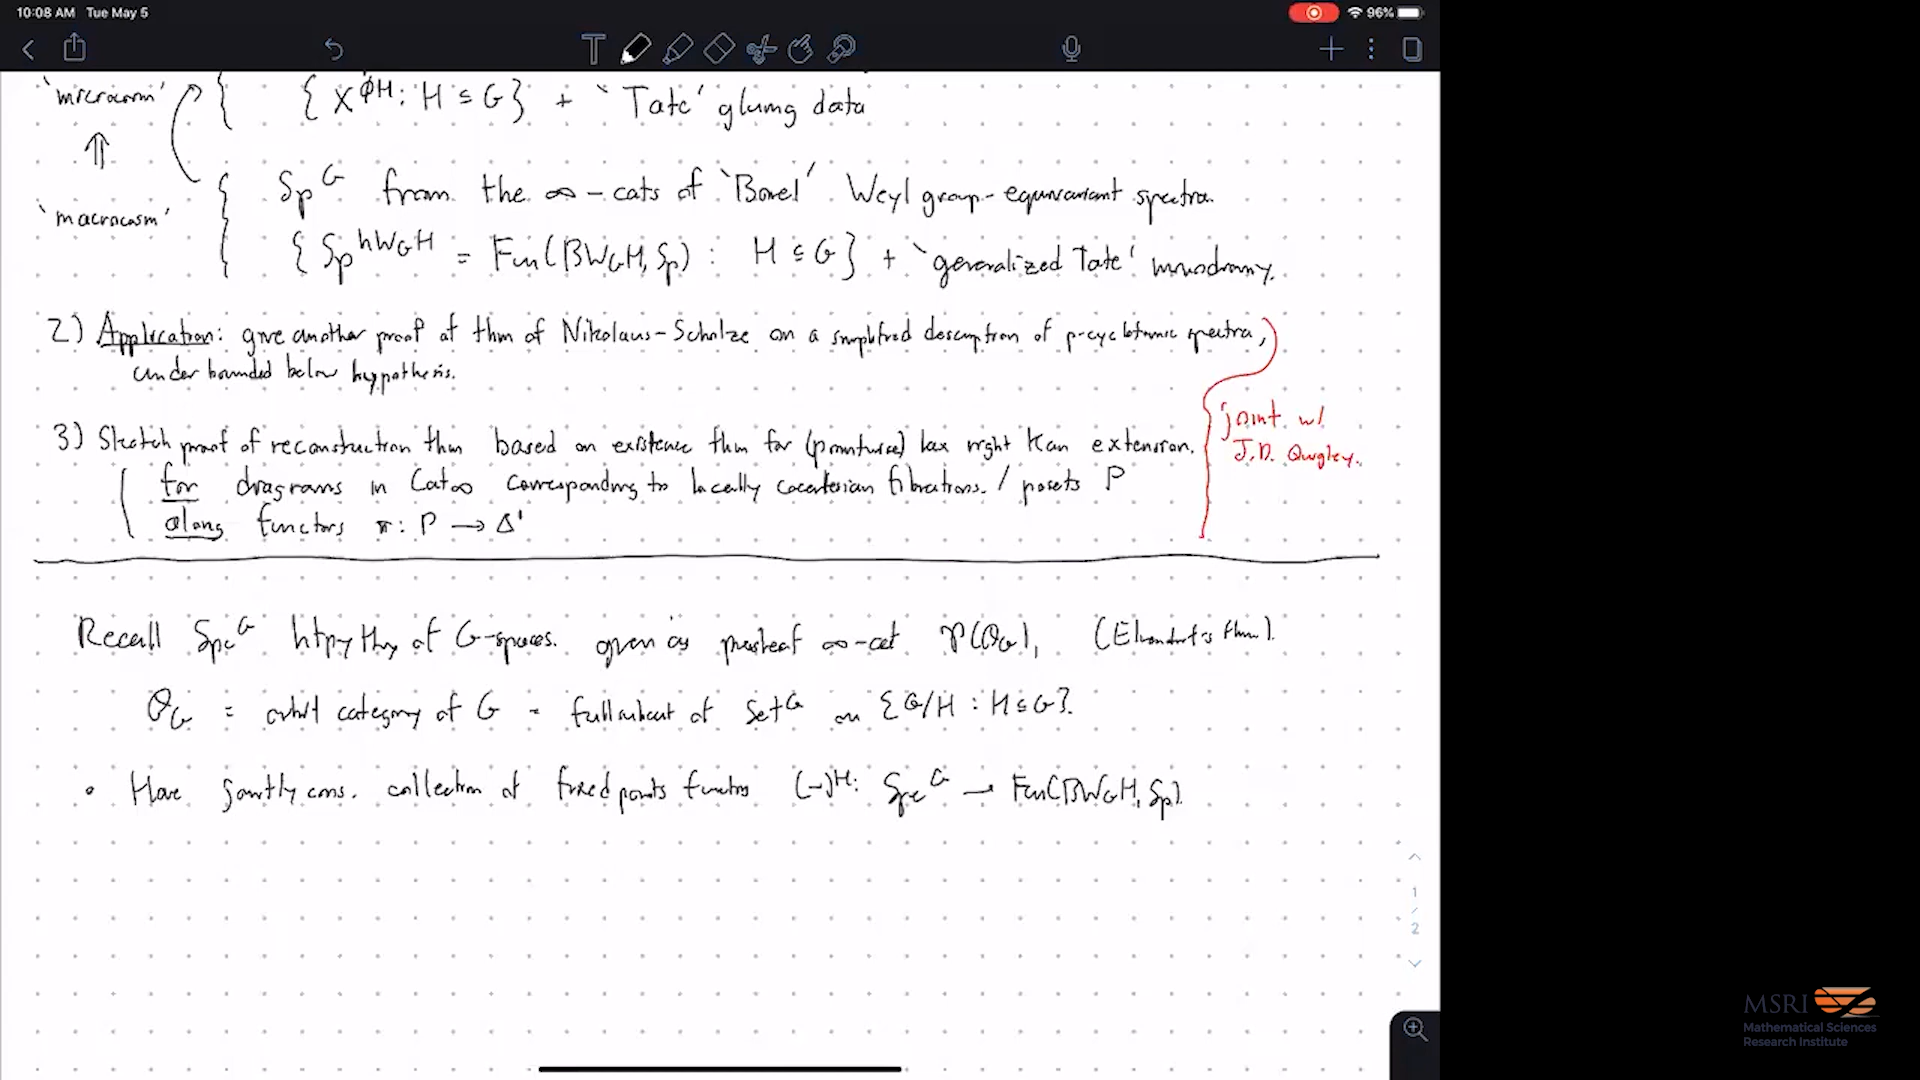 10:08 AM Tue May 5
96%
'microcosm' { X^{ΦH} : H ≤ G } + 'Tate' gluing data
⇑
'macrocosm' Sp^G from the ∞-cats of 'Borel' Weyl group-equivariant spectra.
{ Sp^{hW_GH} = Fun(BW_GH, Sp) : H ≤ G } + 'generalized Tate' monodromy.
2) Application: give another proof of thm of Nikolaus-Scholze on a simplified description of p-cyclotomic spectra,
under bounded below hypothesis.
joint w/
J.D. Quigley.
3) Sketch proof of reconstruction thm based on existence thm for (pointwise) lax right Kan extension.
for diagrams in Cat∞ corresponding to locally cocartesian fibrations / posets P
along functors π: P → Δ¹
Recall Spc^G htpy thy of G-spaces. given as presheaf ∞-cat P(O_G), (Elmendorf's thm).
O_G = orbit category of G = full subcat of Set^G on {G/H : H ≤ G}.
• Have jointly cons. collection of fixed points functors (-)^H : Spc^G → Fun(BW_GH, Sp).
1
/
2
MSRI
Mathematical Sciences
Research Institute